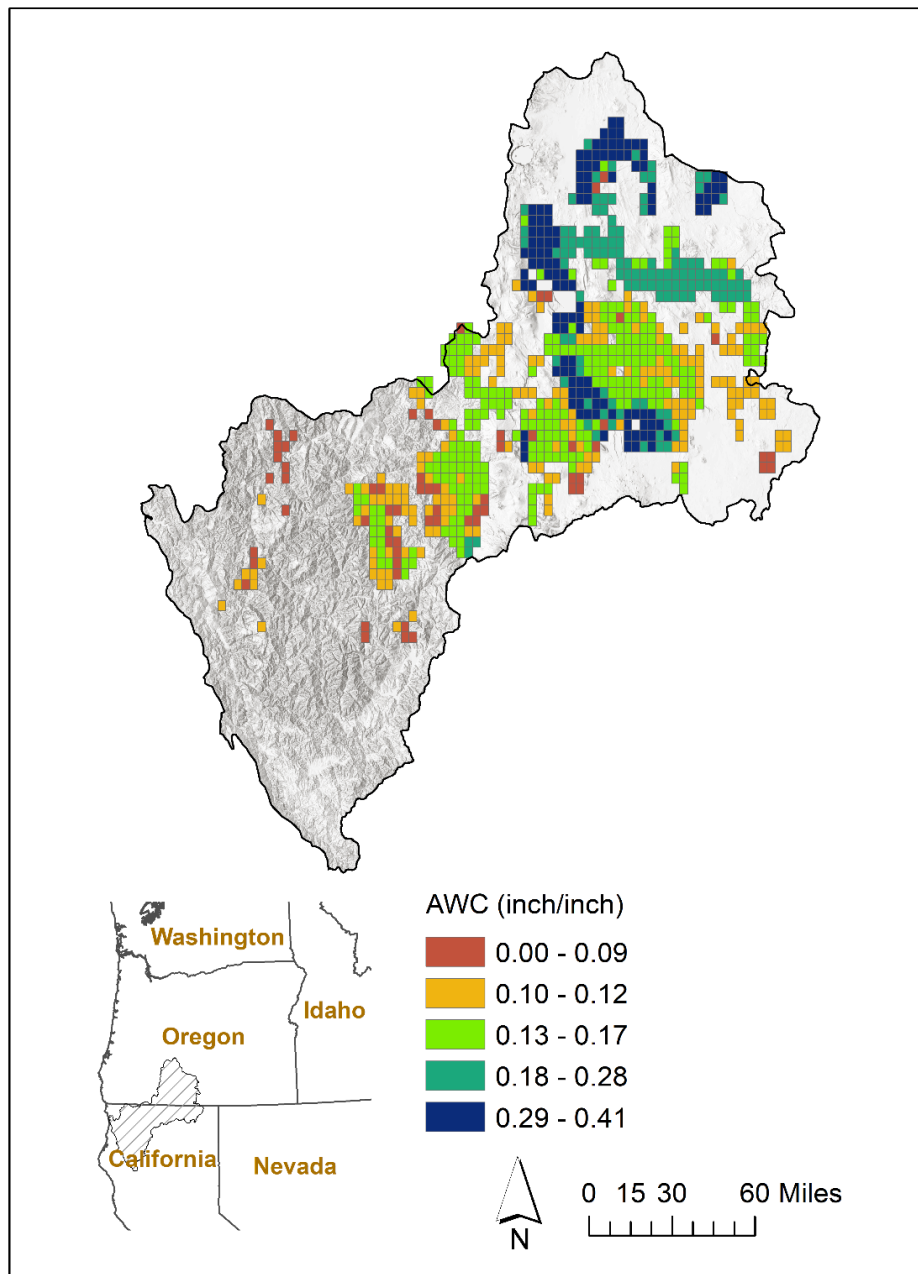 Washington
Idaho
Oregon
California
Nevada
AWC (inch/inch)
0.00 - 0.09
0.10 - 0.12
0.13 - 0.17
0.18 - 0.28
0.29 - 0.41
N
0 15 30 60 Miles